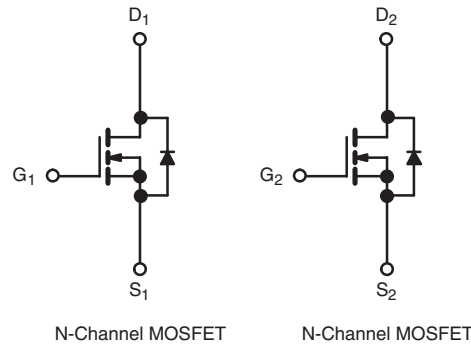 D1 D2
G1 G2
S1 S2
N-Channel MOSFET N-Channel MOSFET